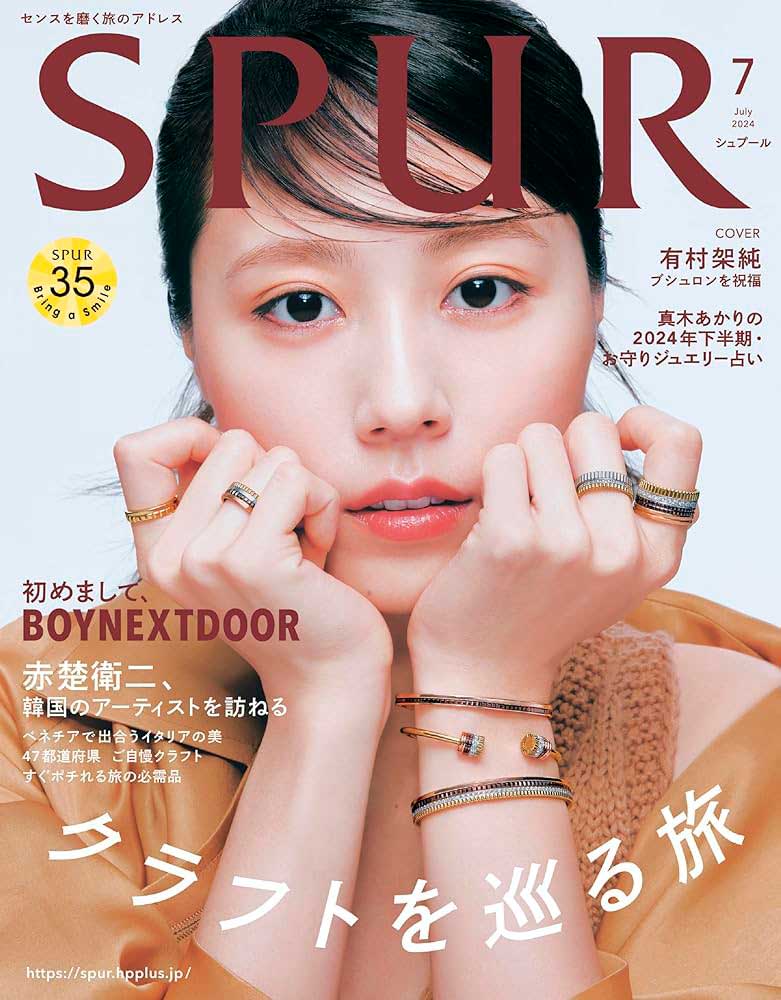 センスを磨く旅のアドレス
SPUR
7
July
2024
シュプール
SPUR
35
Bring a Smile
COVER
有村架純
ブシュロンを祝福
真木あかりの
2024年下半期・
お守りジュエリー占い
初めまして、
BOYNEXTDOOR
赤楚衛二、
韓国のアーティストを訪ねる
ベネチアで出合うイタリアの美
47都道府県 ご自慢クラフト
すぐポチれる旅の必需品
クラフトを巡る旅
https://spur.hpplus.jp/